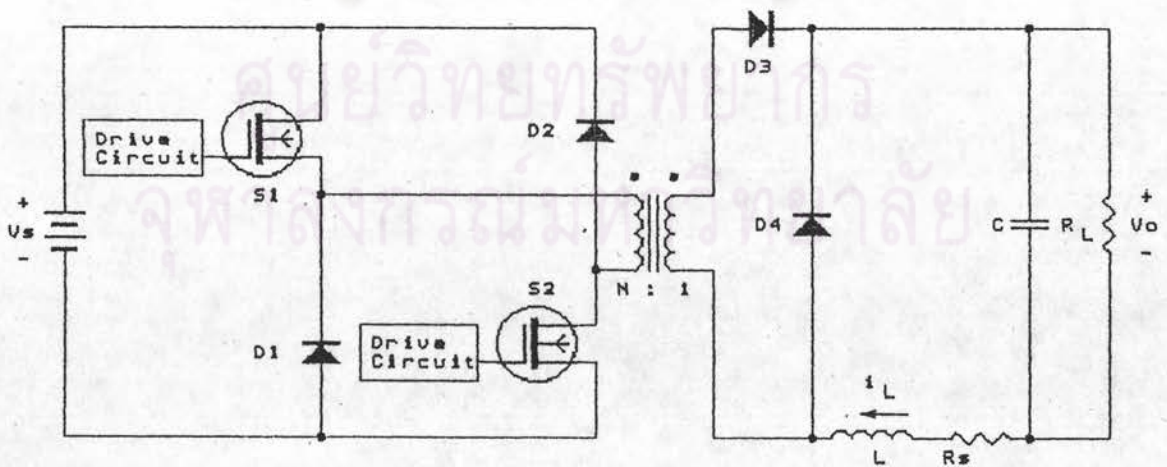 ศูนย์วิทยทรัพยากร
จุฬาลงกรณ์มหาวิทยาลัย
Drive
Circuit
S1
+
Vs
-
D1
D2
Drive
Circuit
S2
N : 1
D3
D4
C
R L
+
Vo
-
i L
L
Rs